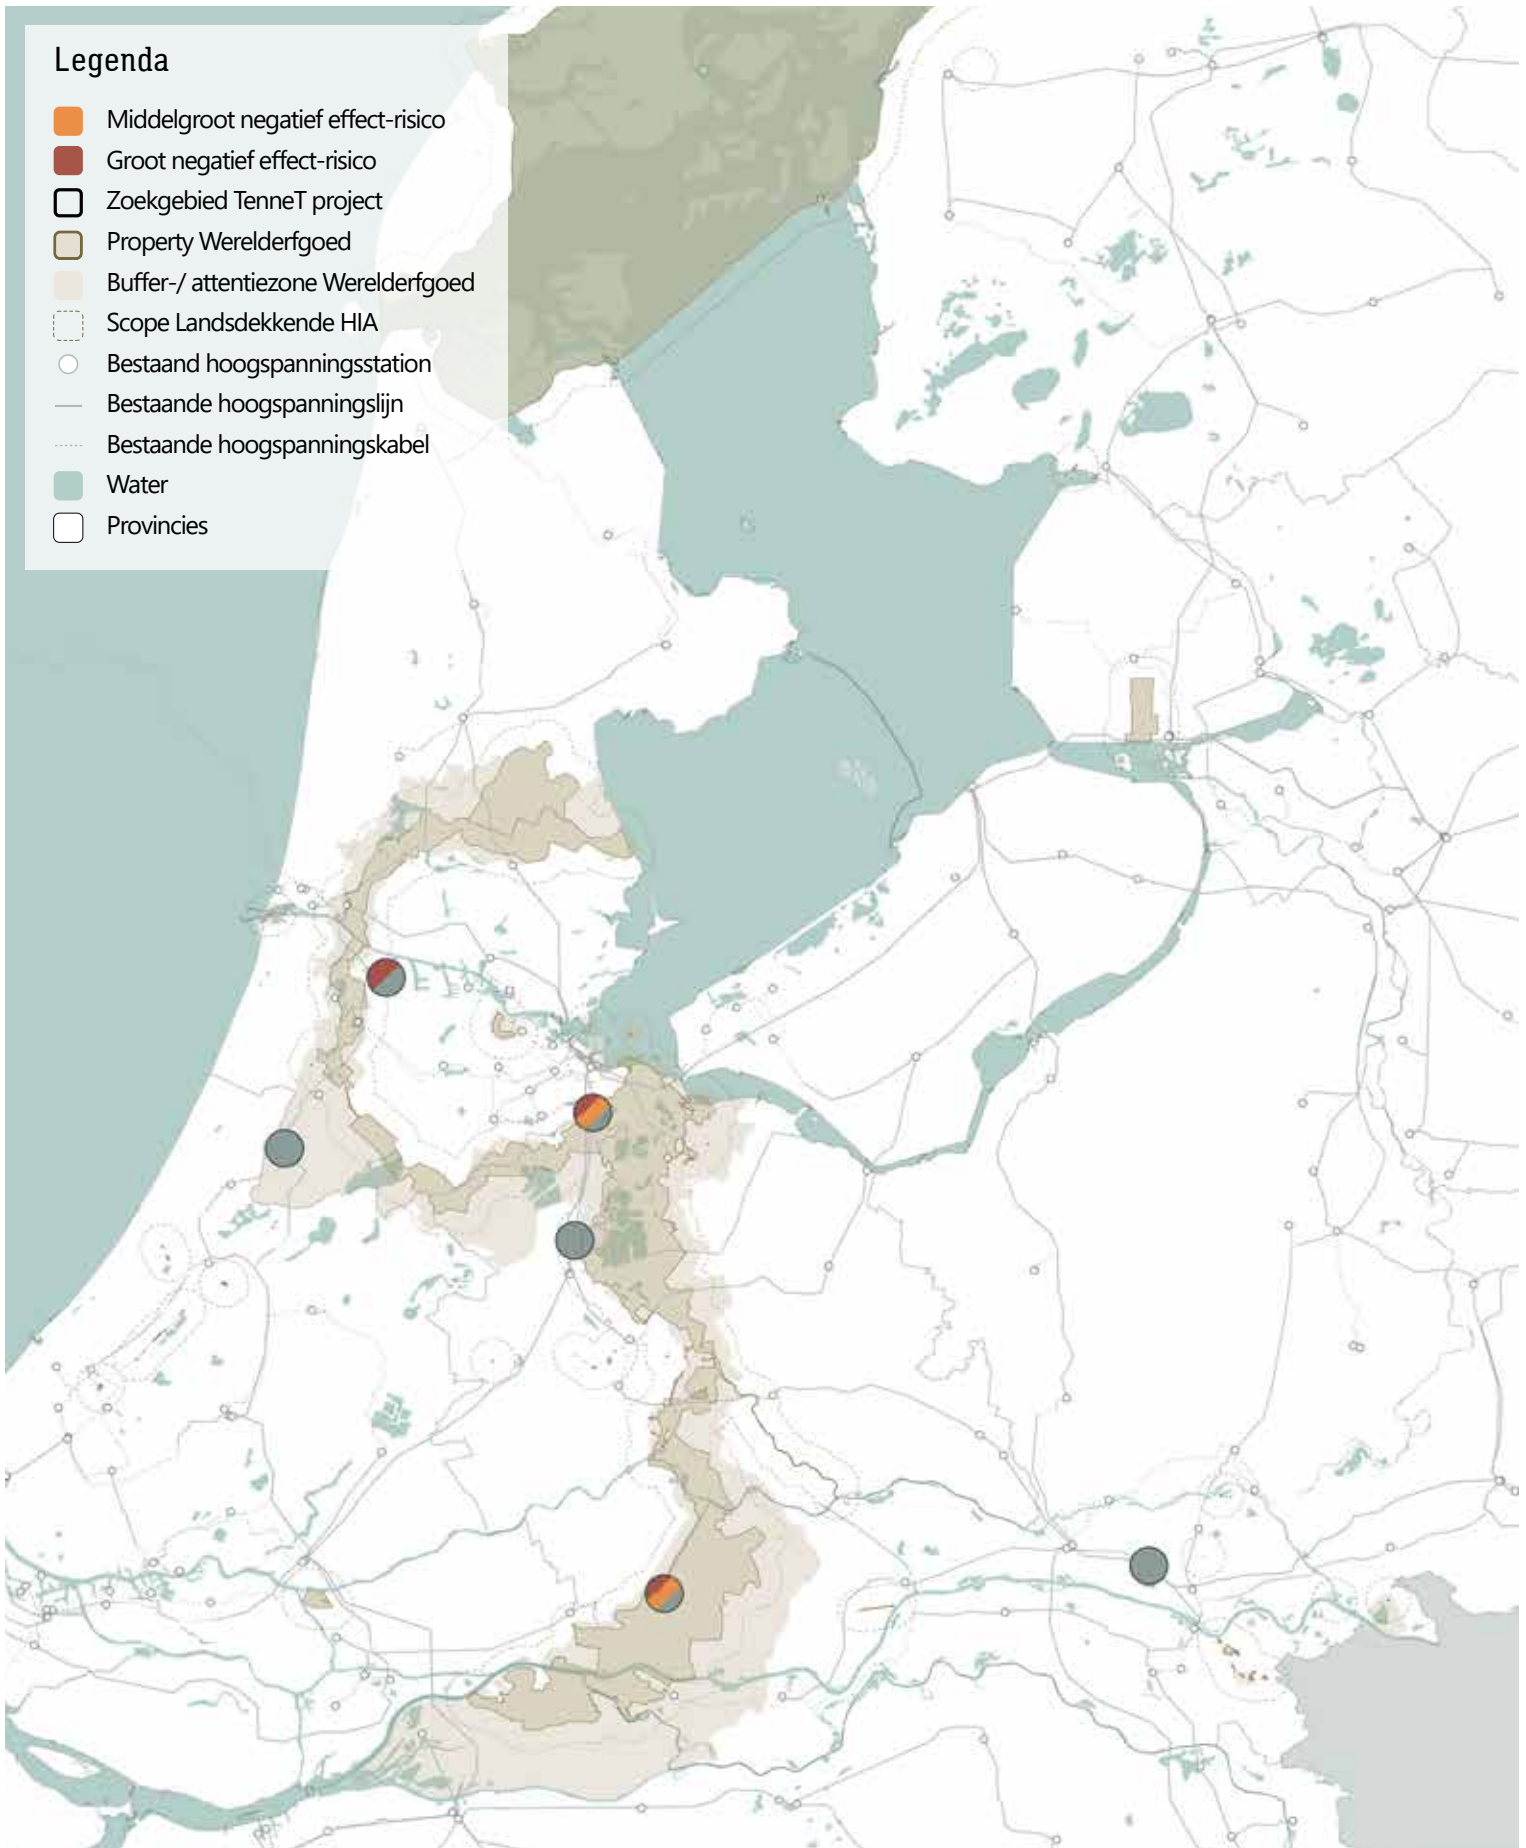 Legenda
Middelgroot negatief effect-risico
Groot negatief effect-risico
Zoekgebied TenneT project
Property Werelderfgoed
Buffer-/ attentiezone Werelderfgoed
Scope Landsdekkende HIA
Bestaand hoogspanningsstation
Bestaande hoogspanningslijn
Bestaande hoogspanningskabel
Water
Provincies